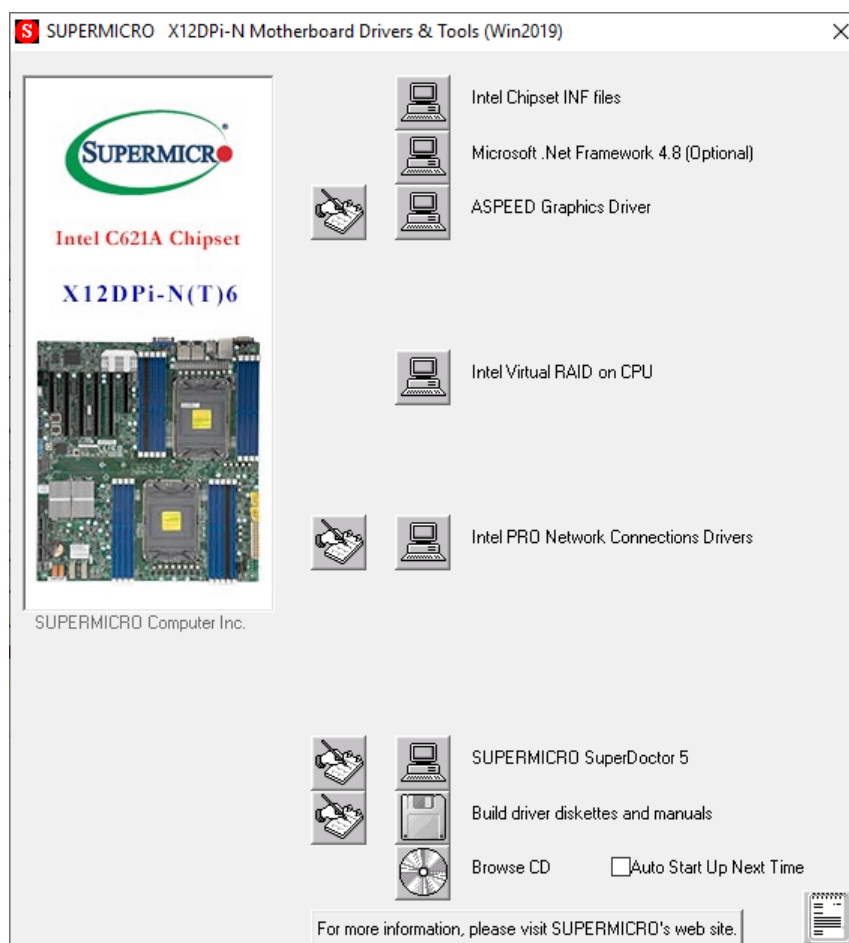 SUPERMICRO X12DPi-N Motherboard Drivers & Tools (Win2019)
SUPERMICRO
Intel C621A Chipset
X12DPi-N(T)6
SUPERMICRO Computer Inc.
Intel Chipset INF files
Microsoft .Net Framework 4.8 (Optional)
ASPEED Graphics Driver
Intel Virtual RAID on CPU
Intel PRO Network Connections Drivers
SUPERMICRO SuperDoctor 5
Build driver diskettes and manuals
Browse CD
Auto Start Up Next Time
For more information, please visit SUPERMICRO's web site.